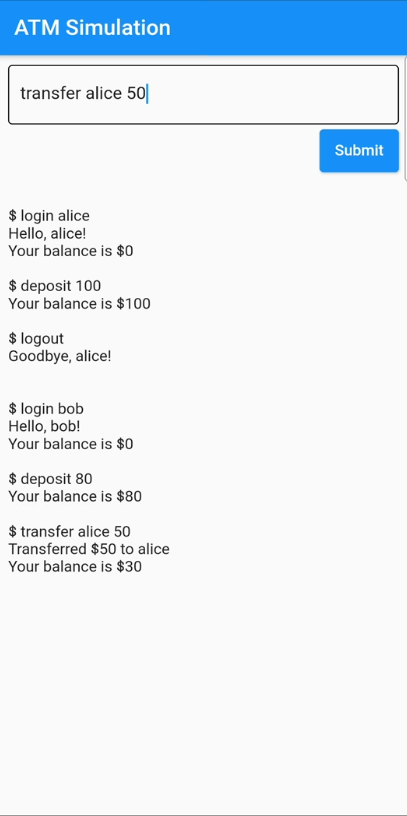 ATM Simulation
transfer alice 50
Submit
$ login alice
Hello, alice!
Your balance is $0
$ deposit 100
Your balance is $100
$ logout
Goodbye, alice!
$ login bob
Hello, bob!
Your balance is $0
$ deposit 80
Your balance is $80
$ transfer alice 50
Transferred $50 to alice
Your balance is $30